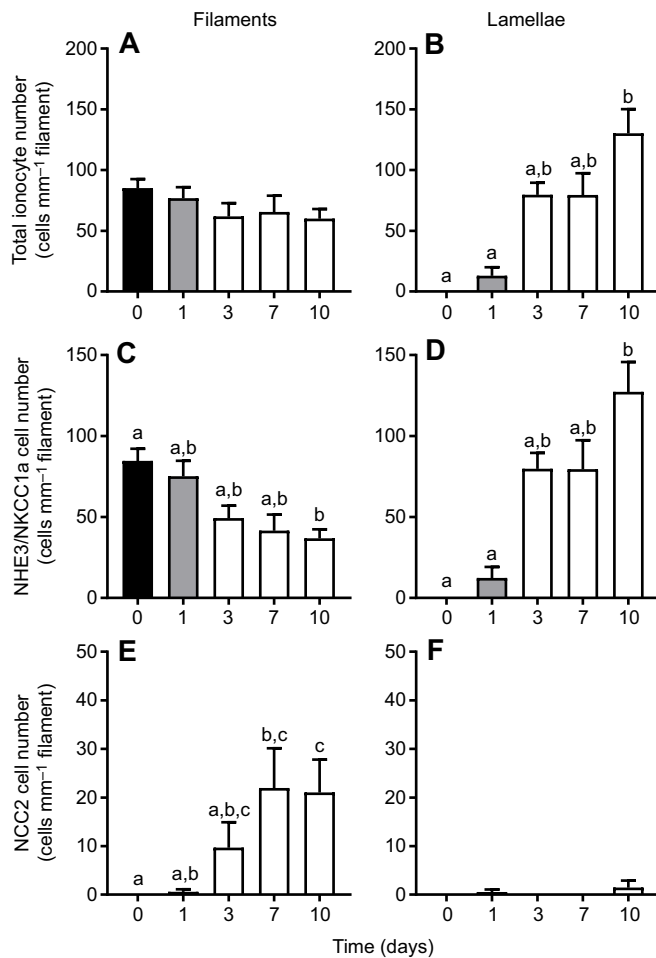 Filaments
Lamellae
A
B
Total ionocyte number
(cells mm⁻¹ filament)
200
150
100
50
0
0 1 3 7 10
200
150
100
50
0
a a a,b a,b b
0 1 3 7 10
C
D
NHE3/NKCC1a cell number
(cells mm⁻¹ filament)
150
100
50
0
a a,b a,b a,b b
0 1 3 7 10
150
100
50
0
a a a,b a,b b
0 1 3 7 10
E
F
NCC2 cell number
(cells mm⁻¹ filament)
50
40
30
20
10
0
a a,b a,b,c b,c c
0 1 3 7 10
50
40
30
20
10
0
0 1 3 7 10
Time (days)